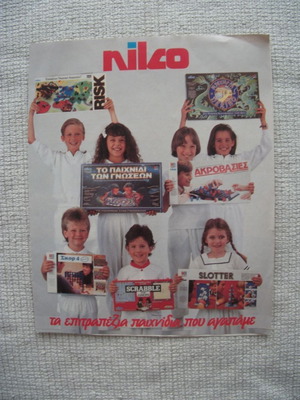 nilco
RISK
ΤΟ ΠΑΙΧΝΙΔΙ
ΤΩΝ ΓΝΩΣΕΩΝ
ΑΚΡΟΒΑΣΙΕΣ
SCRABBLE
SLOTTER
τα επιτραπέζια παιχνίδια που αγαπάμε